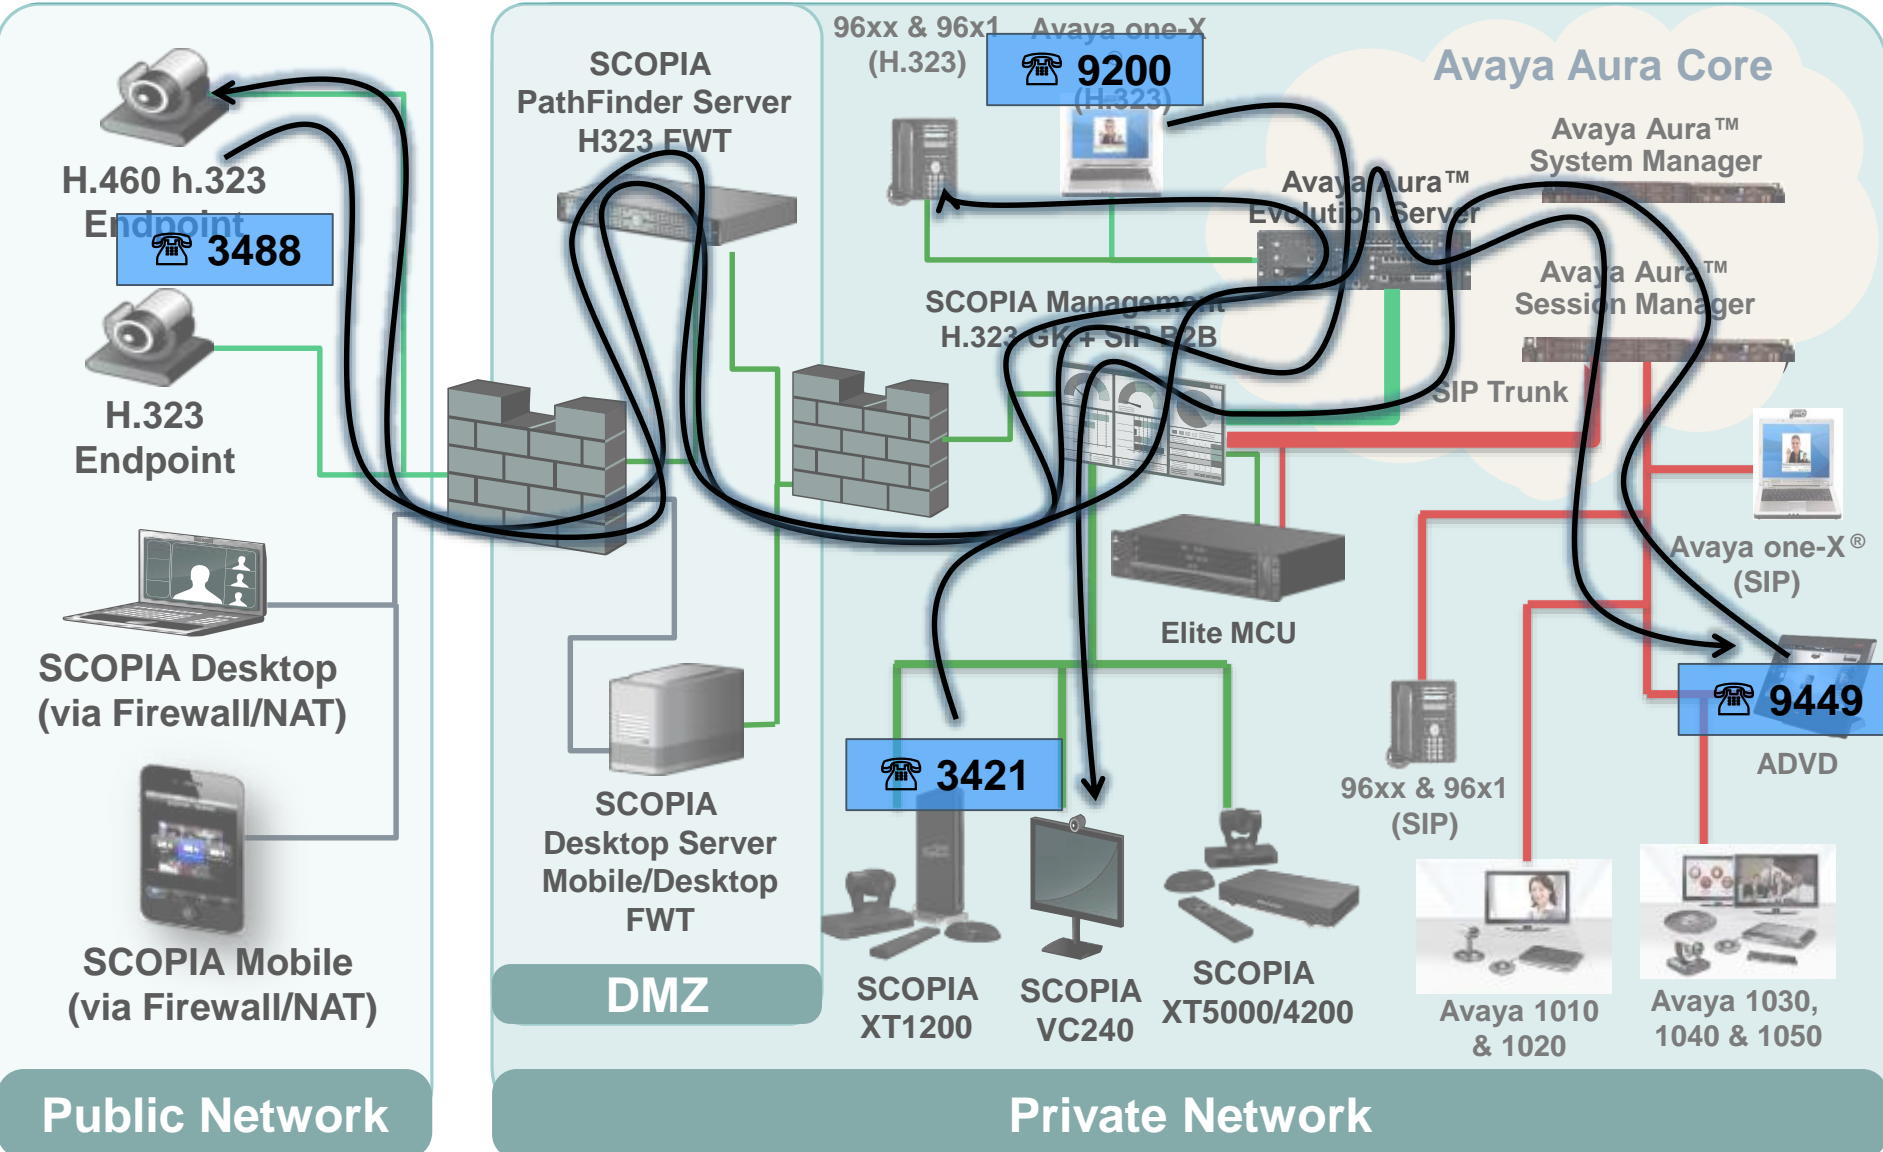 96xx & 96x1
(H.323)
Avaya one-X
®
(H.323)
☏ 9200
Avaya Aura Core
SCOPIA
PathFinder Server
H323 FWT
Avaya Aura™
System Manager
H.460 h.323
Endpoint
☏ 3488
Avaya Aura™
Evolution Server
Avaya Aura™
Session Manager
SCOPIA Management
H.323 GK + SIP B2B
SIP Trunk
H.323
Endpoint
Avaya one-X®
(SIP)
Elite MCU
SCOPIA Desktop
(via Firewall/NAT)
☏ 9449
ADVD
☏ 3421
96xx & 96x1
(SIP)
SCOPIA
Desktop Server
Mobile/Desktop
FWT
SCOPIA Mobile
(via Firewall/NAT)
DMZ
SCOPIA
XT1200
SCOPIA
VC240
SCOPIA
XT5000/4200
Avaya 1010
& 1020
Avaya 1030,
1040 & 1050
Public Network
Private Network